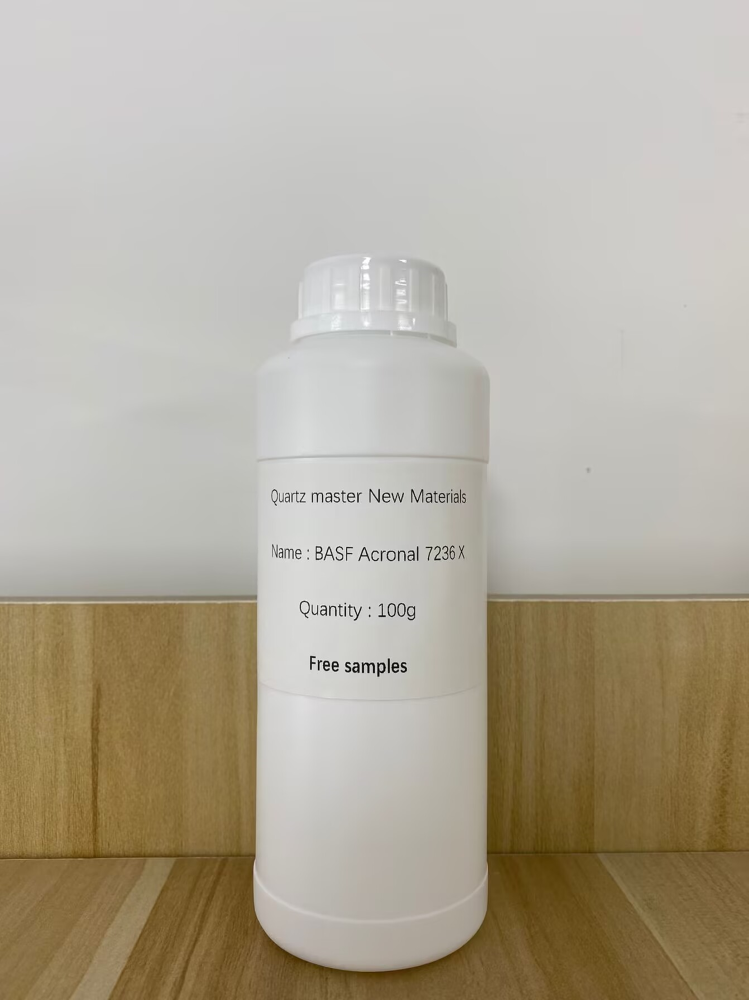 Quartz master New Materials
Name : BASF Acronal 7236 X
Quantity : 100g
Free samples